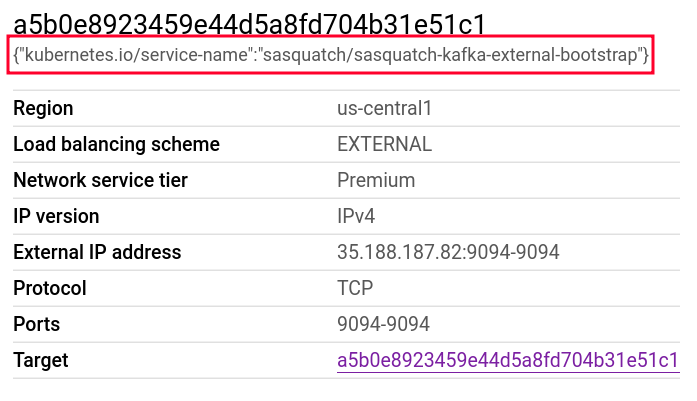 a5b0e8923459e44d5a8fd704b31e51c1
{"kubernetes.io/service-name":"sasquatch/sasquatch-kafka-external-bootstrap"}
Region us-central1
Load balancing scheme EXTERNAL
Network service tier Premium
IP version IPv4
External IP address 35.188.187.82:9094-9094
Protocol TCP
Ports 9094-9094
Target a5b0e8923459e44d5a8fd704b31e51c1